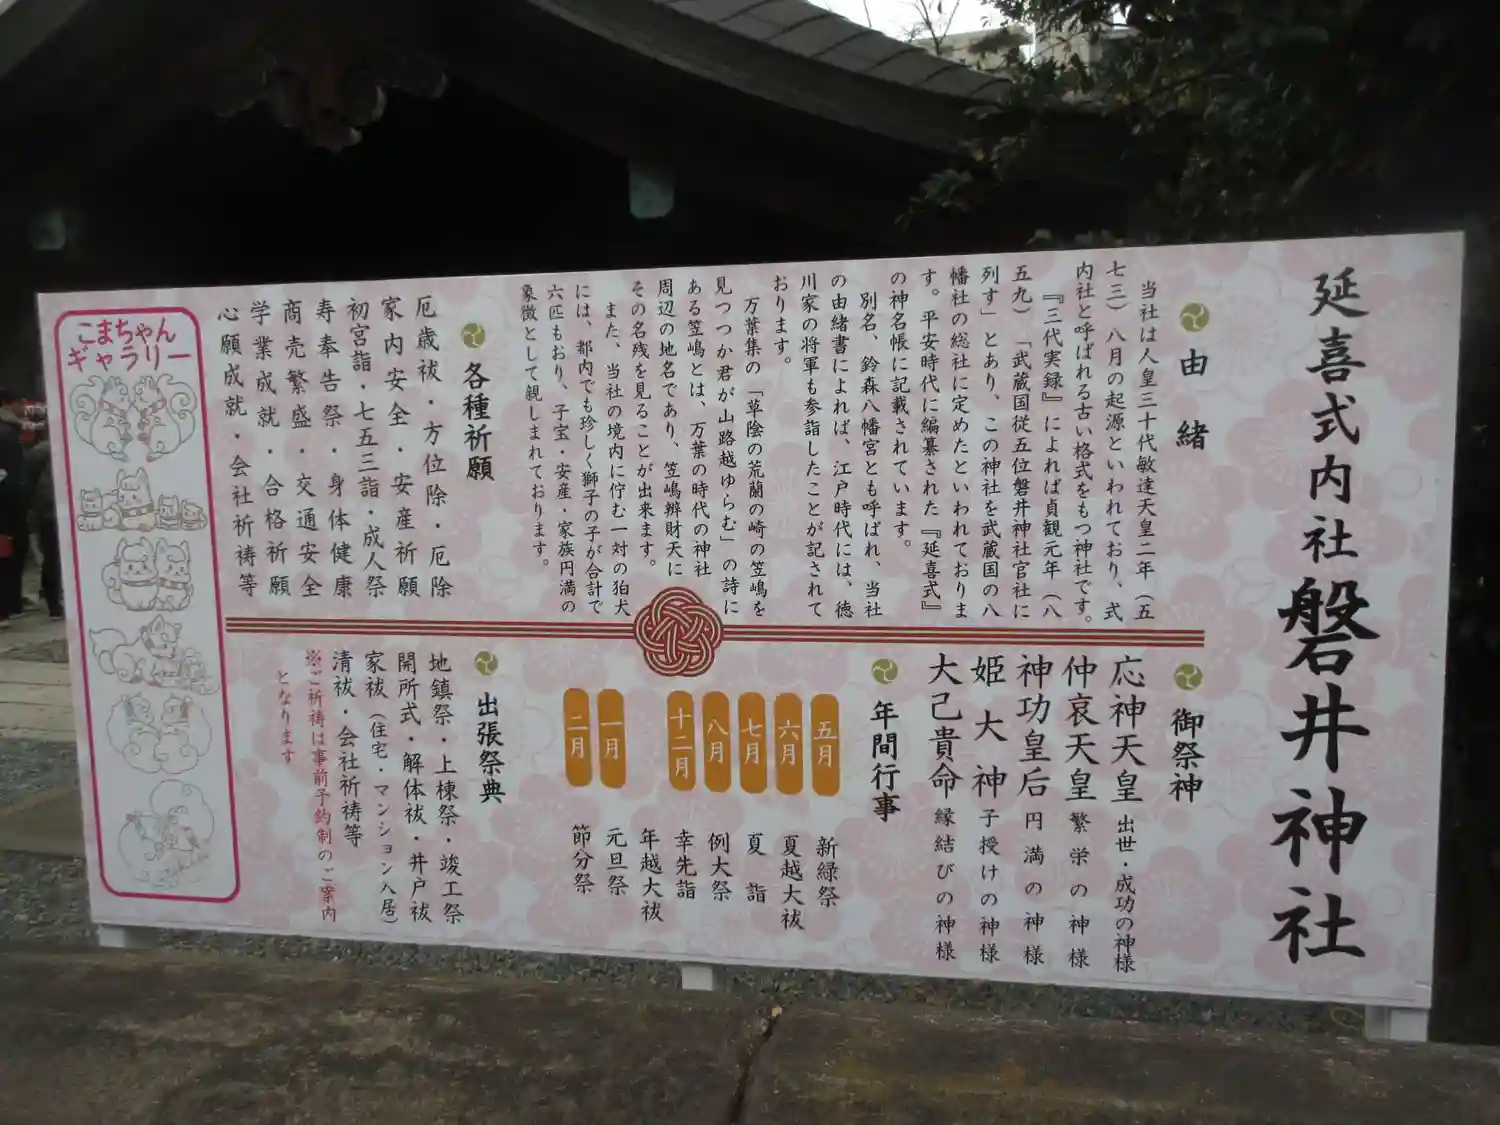 延喜式内社 磐井神社
由緒
当社は人皇三十代敏達天皇二年(五
七三)八月の起源といわれており、式
内社と呼ばれる古い格式をもつ神社です。
『三代実録』によれば貞観元年(八
五九)「武蔵国従五位磐井神社官社に
列す」とあり、この神社を武蔵国の八
幡社の総社に定めたといわれておりま
す。平安時代に編纂された『延喜式』
の神名帳に記載されています。
別名、鈴森八幡宮とも呼ばれ、当社
の由緒書によれば、江戸時代には、徳
川家の将軍も参詣したことが記されて
おります。
万葉集の「草陰の荒藺の崎の笠嶋を
見つつか君が山路越ゆらむ」の詩に
ある笠嶋とは、万葉の時代の神社
周辺の地名であり、笠嶋辨財天に
その名残を見ることが出来ます。
また、当社の境内に佇む一対の狛犬
には、都内でも珍しく獅子の子が合計で
六匹もおり、子宝・安産・家族円満の
象徴として親しまれております。
各種祈願
厄歳祓・方位除・厄除
家内安全・安産祈願
初宮詣・七五三詣・成人祭
寿奉告祭・身体健康
商売繁盛・交通安全
学業成就・合格祈願
心願成就・会社祈祷等
御祭神
応神天皇 出世・成功の神様
仲哀天皇 繁栄の神様
神功皇后 円満の神様
姫大神 子授けの神様
大己貴命 縁結びの神様
年間行事
五月 新緑祭
六月 夏越大祓
七月 夏詣
八月 例大祭
十二月 幸先詣
年越大祓
一月 元旦祭
二月 節分祭
出張祭典
地鎮祭・上棟祭・竣工祭
開所式・解体祓・井戸祓
家祓(住宅・マンション入居)
清祓・会社祈祷等
※ご祈祷は事前予約制のご案内
となります
こまちゃん
ギャラリー